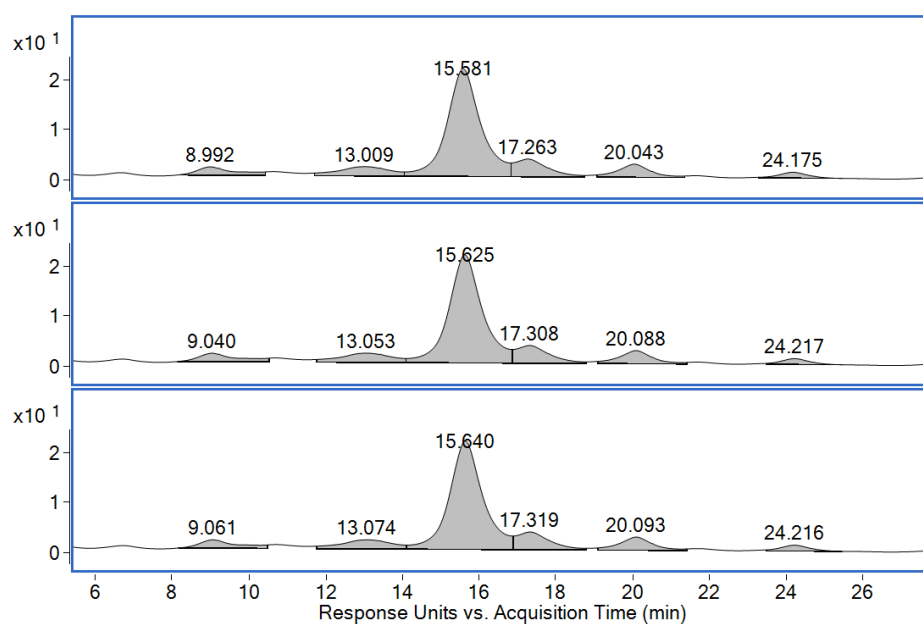 x10 1
2
1
0
8.992 13.009 15.581 17.263 20.043 24.175
x10 1
2
1
0
9.040 13.053 15.625 17.308 20.088 24.217
x10 1
2
1
0
9.061 13.074 15.640 17.319 20.093 24.216
6 8 10 12 14 16 18 20 22 24 26
Response Units vs. Acquisition Time (min)